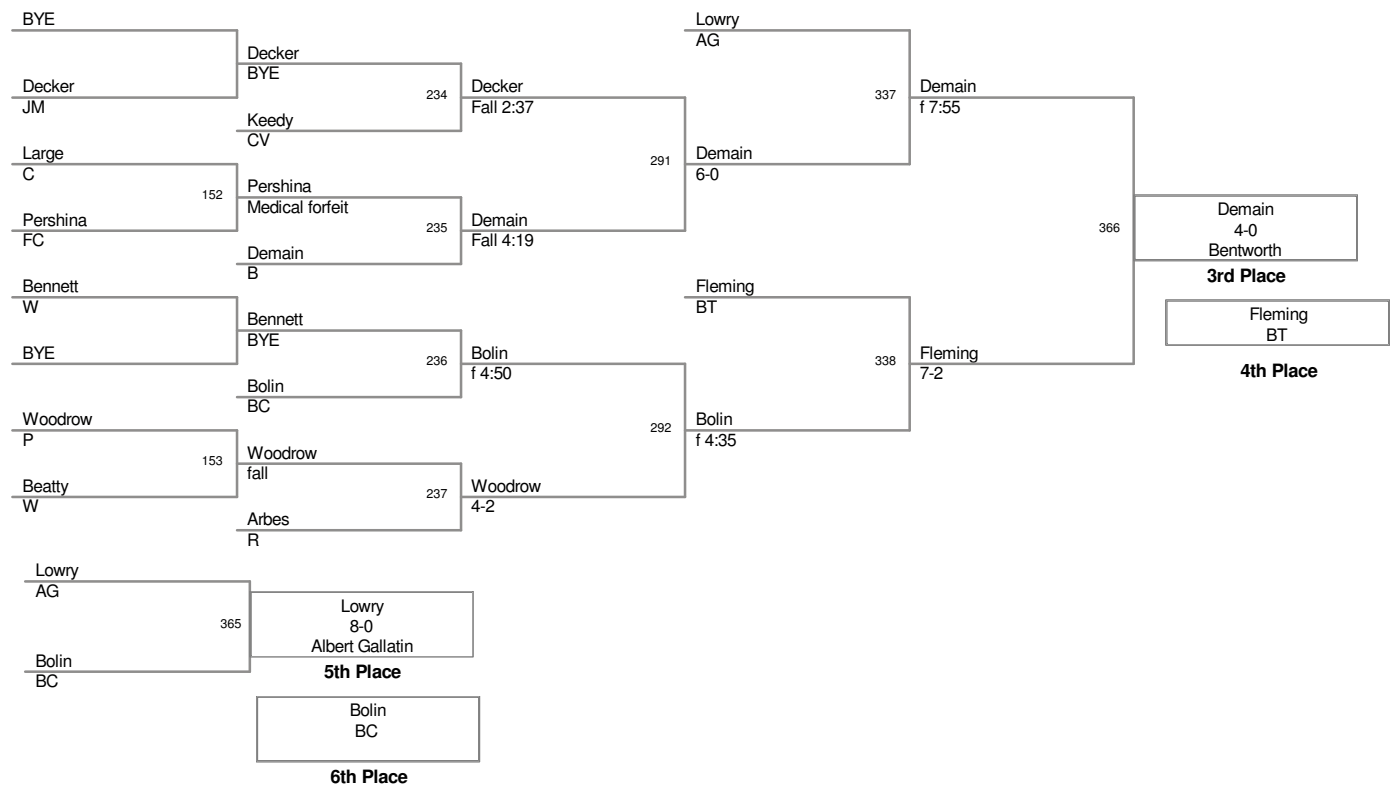 BYE
Decker
JM
Large
C
Pershina
FC
Bennett
W
BYE
Woodrow
P
Beatty
W
152
153
Decker
BYE
Keedy
CV
Pershina
Medical forfeit
Demain
B
Bennett
BYE
Bolin
BC
Woodrow
fall
Arbes
R
234
235
236
237
Decker
Fall 2:37
Demain
Fall 4:19
Bolin
f 4:50
Woodrow
4-2
291
292
Lowry
AG
Demain
6-0
Fleming
BT
Bolin
f 4:35
337
338
Demain
f 7:55
Fleming
7-2
366
Demain
4-0
Bentworth
3rd Place
Fleming
BT
4th Place
Lowry
AG
Bolin
BC
365
Lowry
8-0
Albert Gallatin
5th Place
Bolin
BC
6th Place